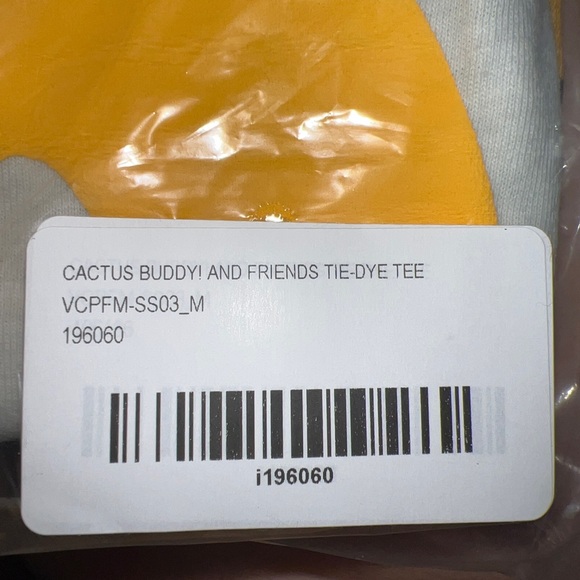 CACTUS BUDDY! AND FRIENDS TIE-DYE TEE
VCPFM-SS03_M
196060
i196060